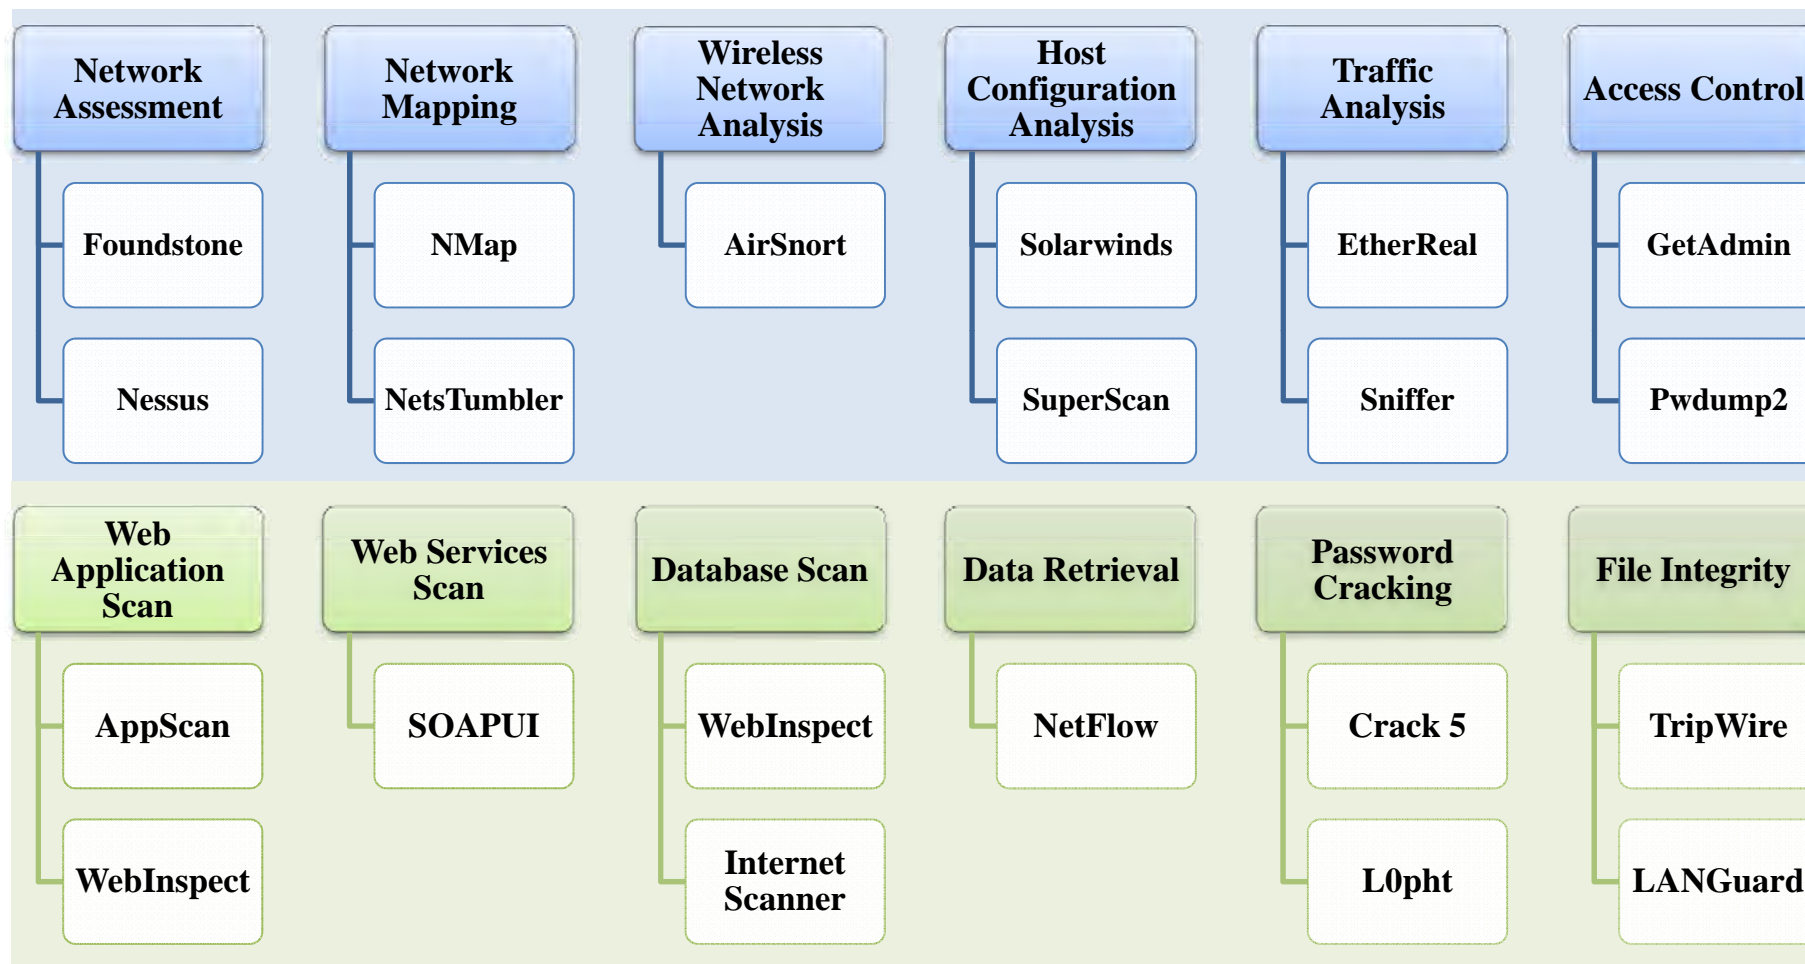 Network
Assessment
Foundstone
Nessus
Network
Mapping
NMap
NetsTumbler
Wireless
Network
Analysis
AirSnort
Host
Configuration
Analysis
Solarwinds
SuperScan
Traffic
Analysis
EtherReal
Sniffer
Access Control
GetAdmin
Pwdump2
Web
Application
Scan
AppScan
WebInspect
Web Services
Scan
SOAPUI
Database Scan
WebInspect
Internet
Scanner
Data Retrieval
NetFlow
Password
Cracking
Crack 5
L0pht
File Integrity
TripWire
LANGuard